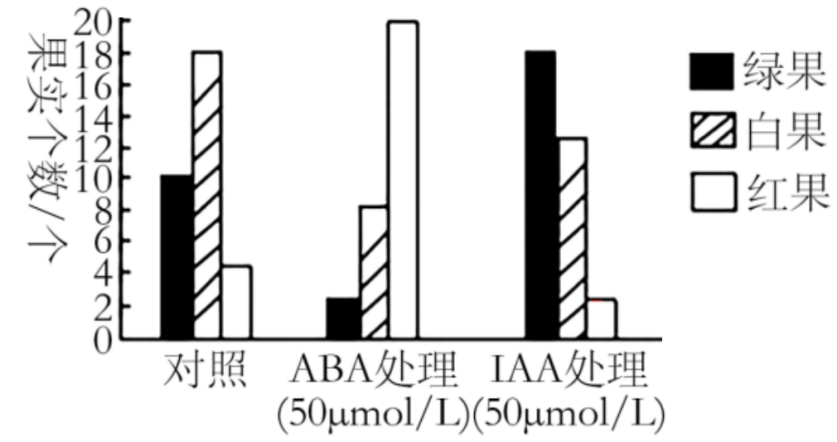 果实个数/个
20
18
16
14
12
10
8
6
4
2
0
绿果
白果
红果
对照
ABA处理
(50μmol/L)
IAA处理
(50μmol/L)